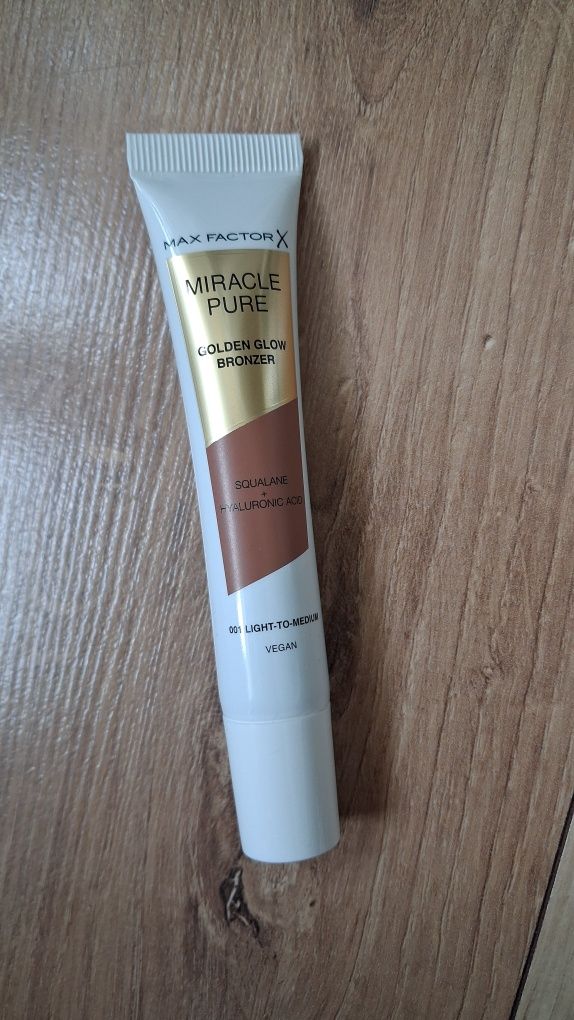 MAX FACTOR X
MIRACLE
PURE
GOLDEN GLOW
BRONZER
SQUALANE
+
HYALURONIC ACID
001 LIGHT-TO-MEDIUM
VEGAN